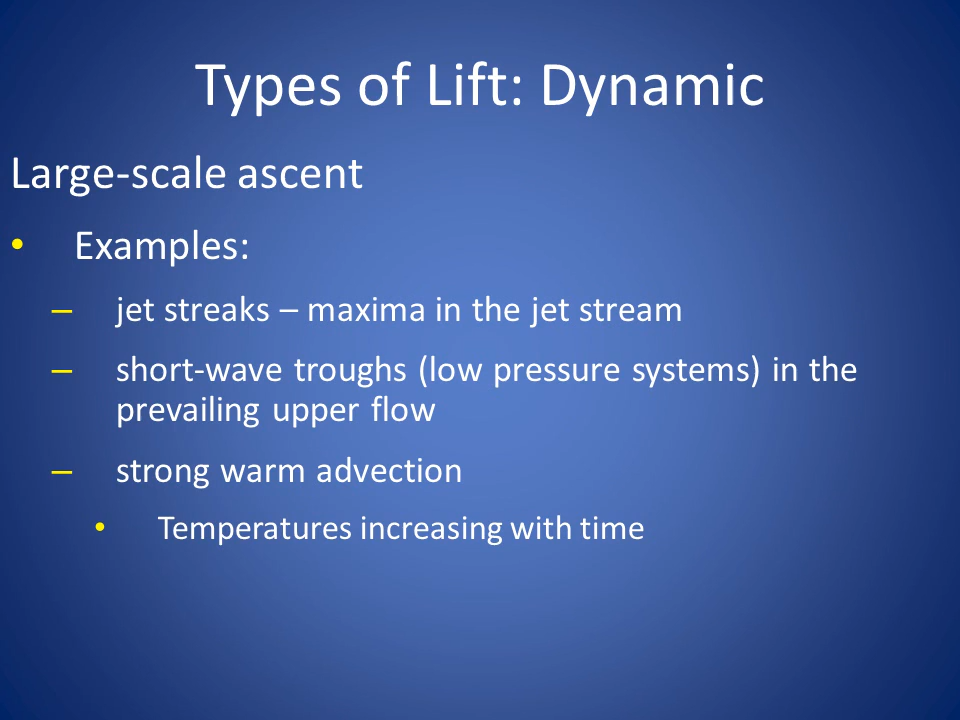 Types of Lift: Dynamic
Large-scale ascent
• Examples:
– jet streaks – maxima in the jet stream
– short-wave troughs (low pressure systems) in the
prevailing upper flow
– strong warm advection
• Temperatures increasing with time